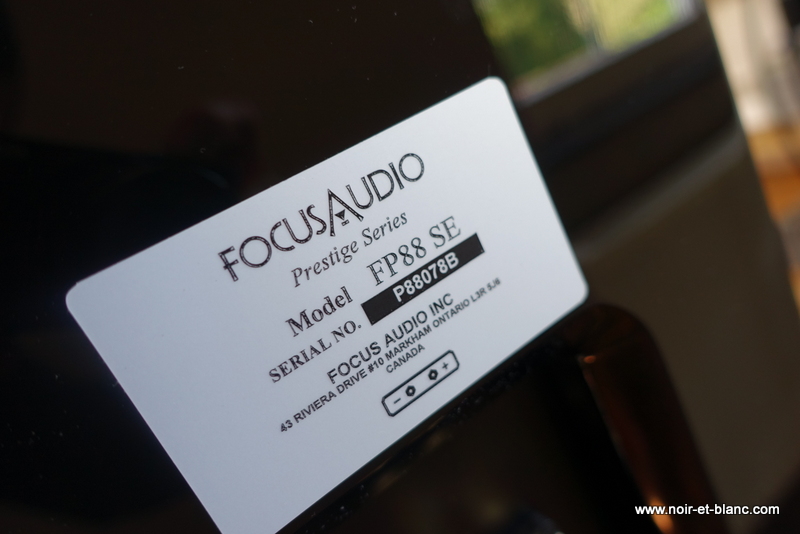 FOCUSAUDIO
Prestige Series
Model FP88 SE
SERIAL NO. P88078B
FOCUS AUDIO INC
43 RIVIERA DRIVE #10 MARKHAM ONTARIO L3R 5J6
CANADA
- +
www.noir-et-blanc.com